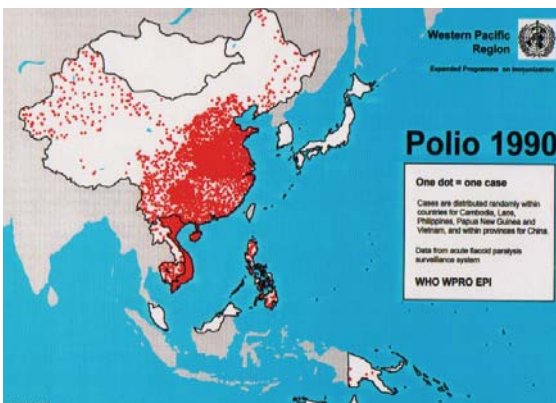 Western Pacific
Region
Expanded Programme on Immunization
Polio 1990
One dot = one case
Cases are distributed randomly within
countries for Cambodia, Laos,
Philippines, Papua New Guinea and
Vietnam, and within provinces for China.
Data from acute flaccid paralysis
surveillance system
WHO WPRO EPI